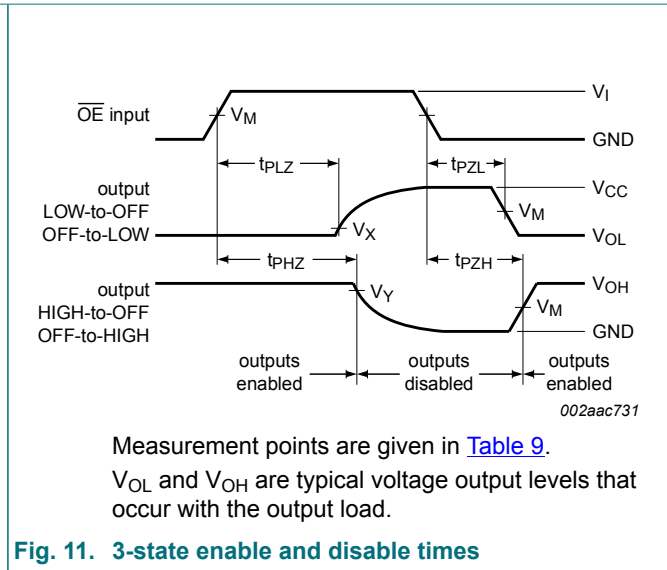 V_I
OE input
V_M
GND
t_PLZ
t_PZL
output
LOW-to-OFF
OFF-to-LOW
V_CC
V_M
V_X
V_OL
t_PHZ
t_PZH
output
HIGH-to-OFF
OFF-to-HIGH
V_OH
V_Y
V_M
GND
outputs
enabled
outputs
disabled
outputs
enabled
002aac731
Measurement points are given in Table 9.
V_OL and V_OH are typical voltage output levels that
occur with the output load.
Fig. 11. 3-state enable and disable times